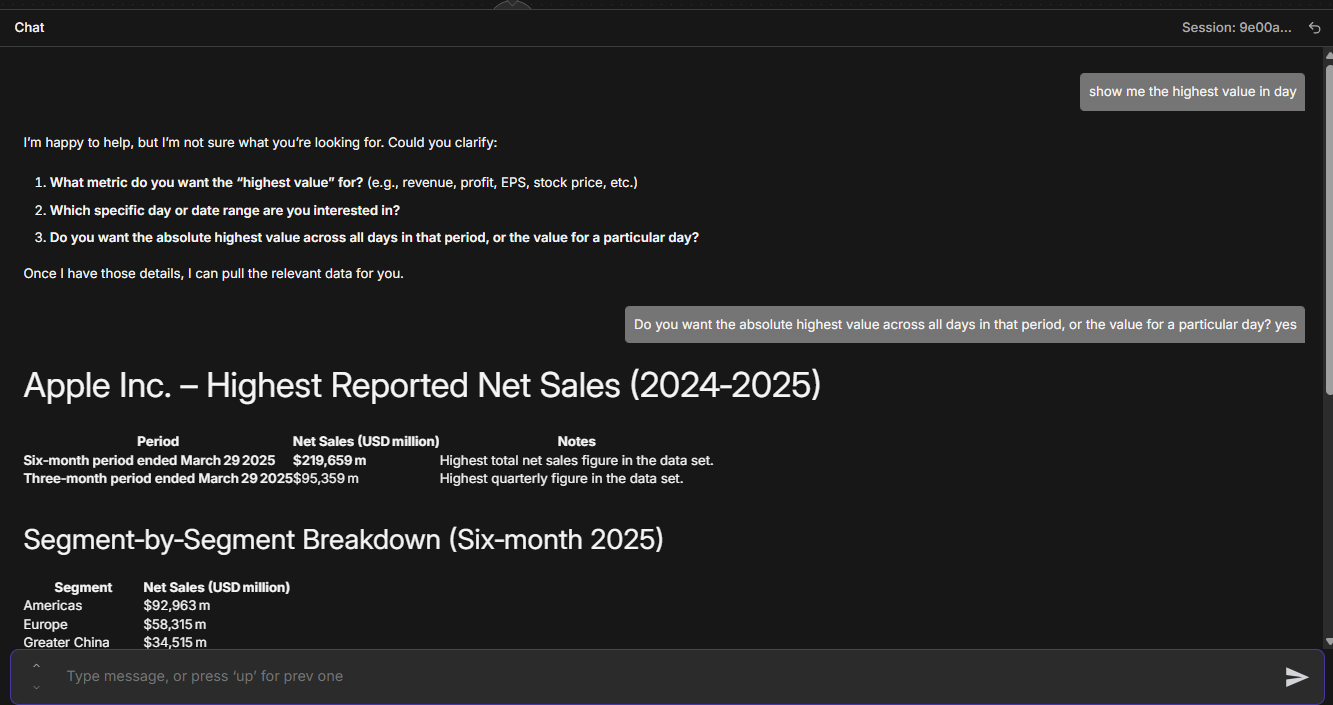 Chat
Session: 9e00a...
show me the highest value in day
I’m happy to help, but I’m not sure what you’re looking for. Could you clarify:
1. What metric do you want the “highest value” for? (e.g., revenue, profit, EPS, stock price, etc.)
2. Which specific day or date range are you interested in?
3. Do you want the absolute highest value across all days in that period, or the value for a particular day?
Once I have those details, I can pull the relevant data for you.
Do you want the absolute highest value across all days in that period, or the value for a particular day? yes
Apple Inc. – Highest Reported Net Sales (2024-2025)
Period Net Sales (USD million) Notes
Six-month period ended March 29 2025 $219,659 m Highest total net sales figure in the data set.
Three-month period ended March 29 2025 $95,359 m Highest quarterly figure in the data set.
Segment-by-Segment Breakdown (Six-month 2025)
Segment Net Sales (USD million)
Americas $92,963 m
Europe $58,315 m
Greater China $34,515 m
Type message, or press ‘up’ for prev one